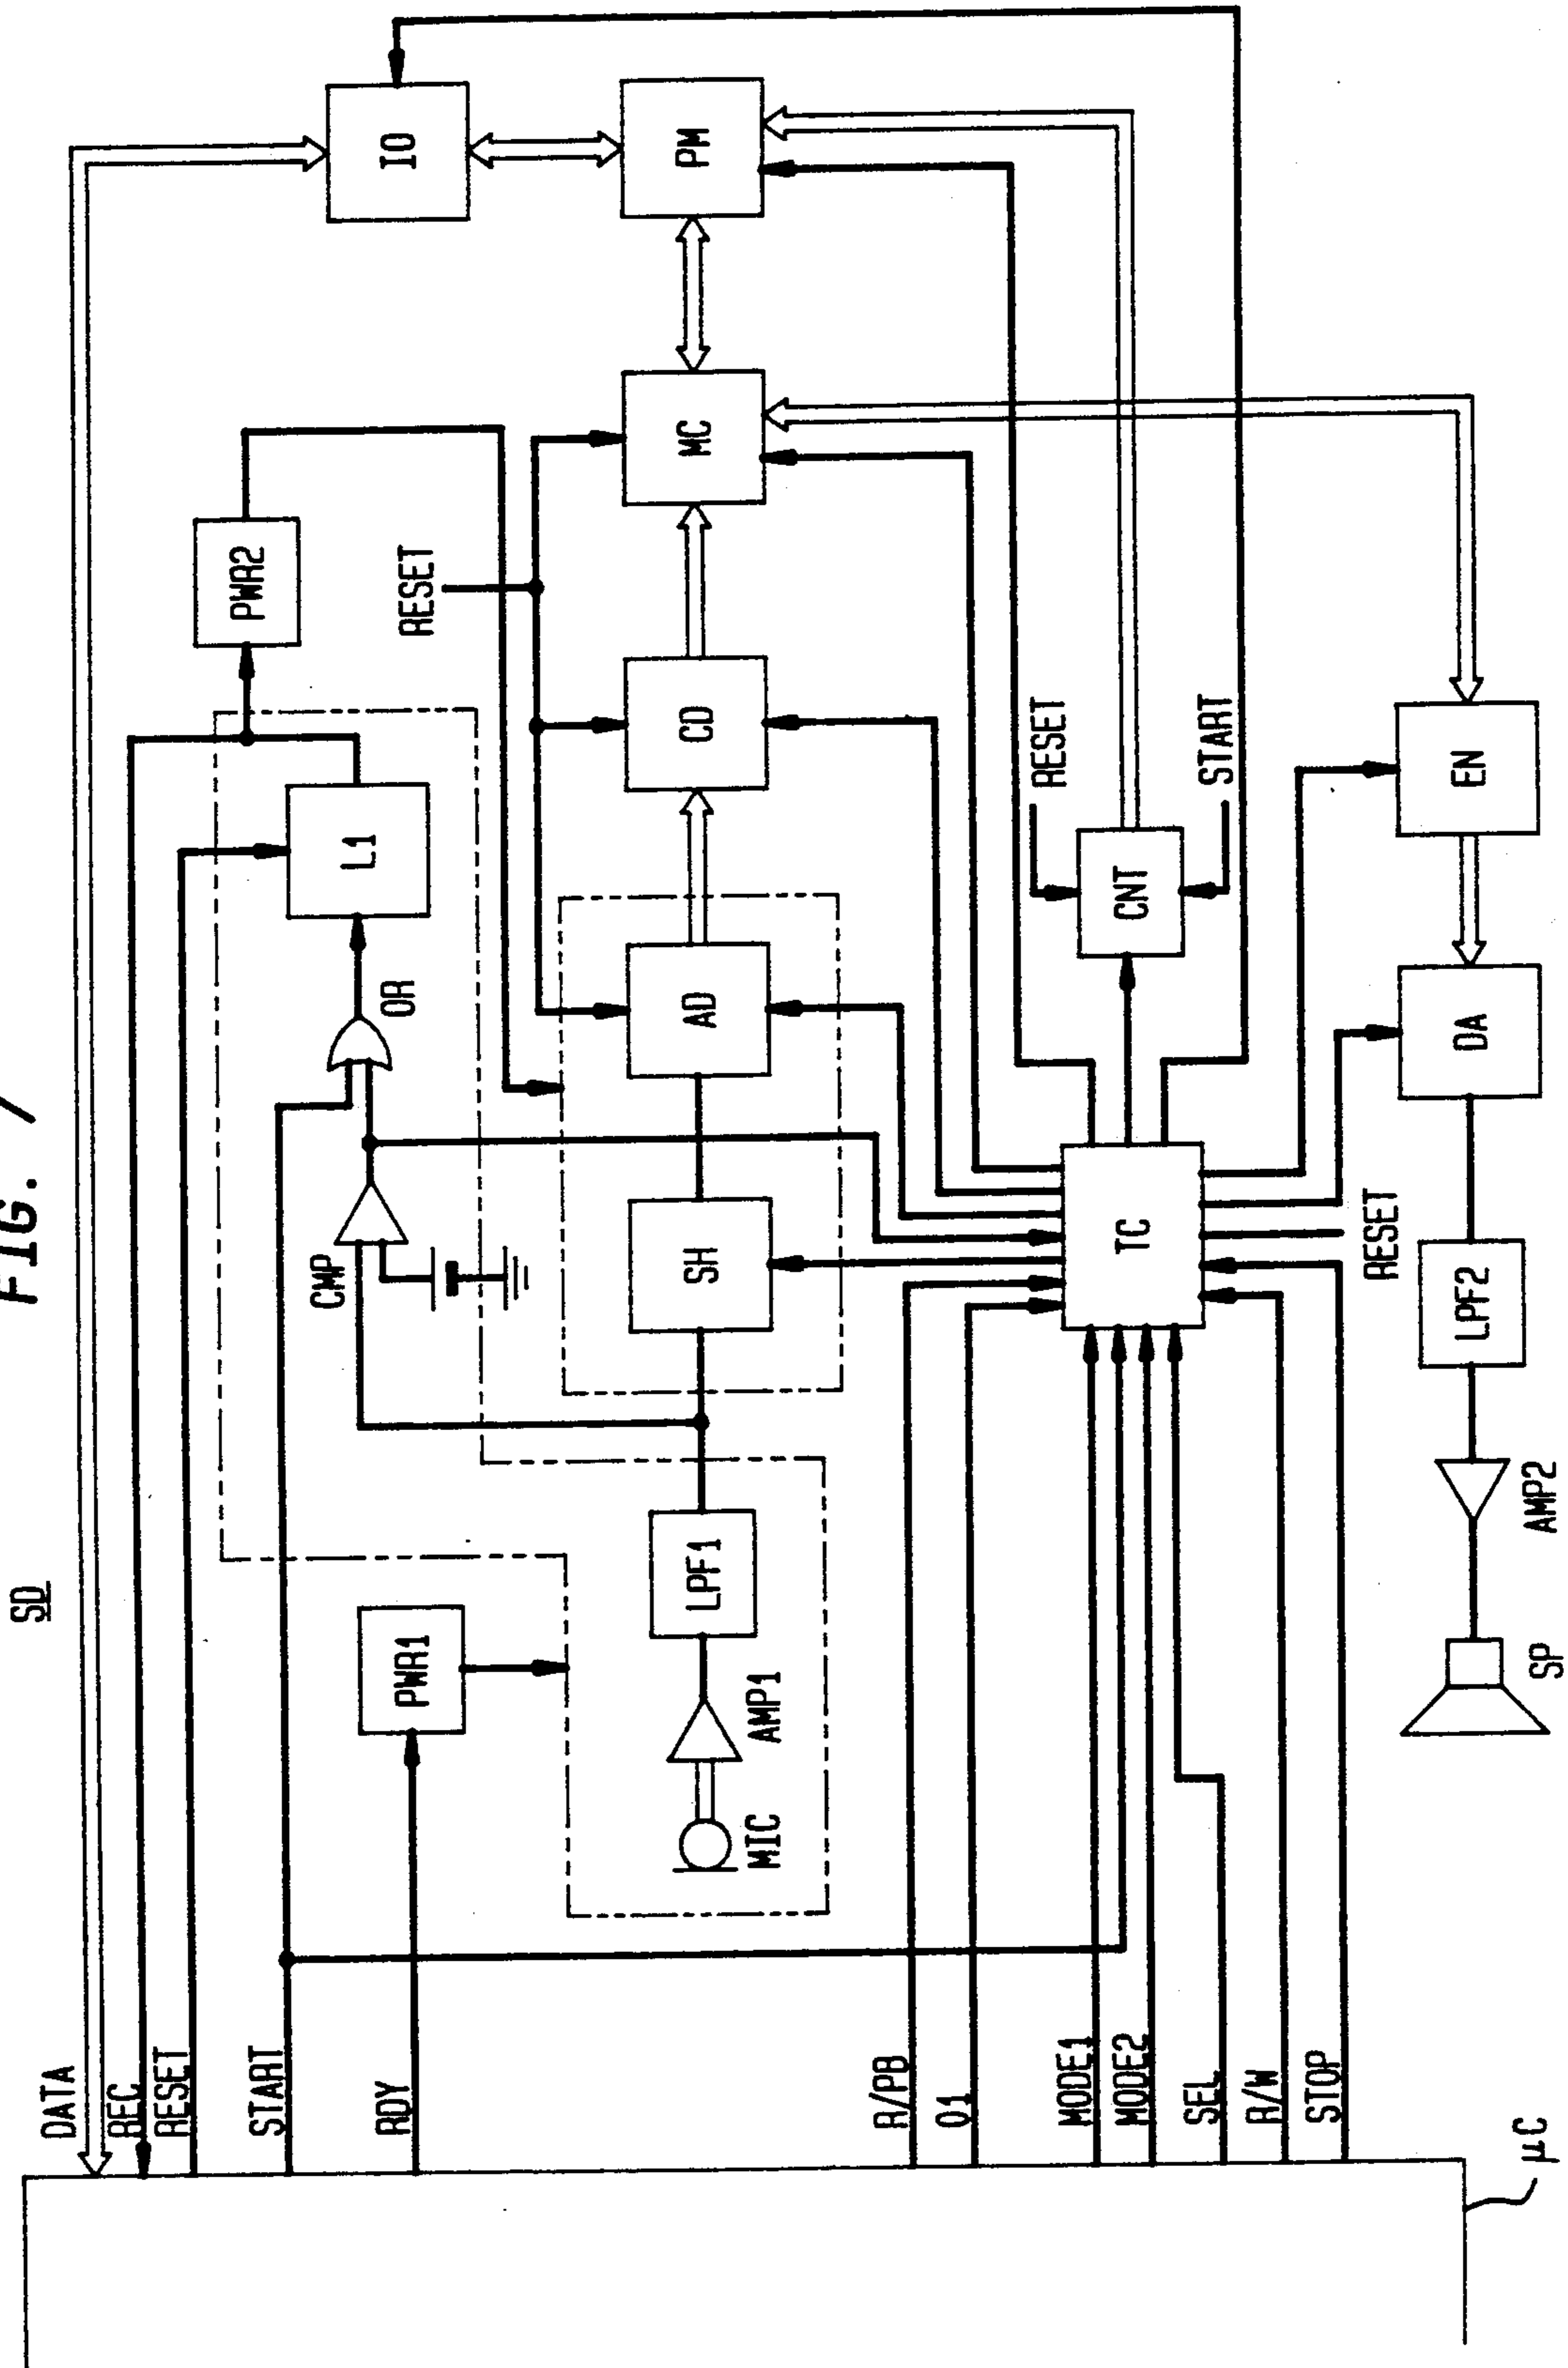 FIG. 7
SD
DATA
REC
RESET
START
RDY
R/PB
01
MODE1
MODE2
SEL
R/W
STOP
μC
PWR1
MIC
AMP1
LPF1
CMP
OR
L1
PWR2
SH
AD
CD
RESET
MC
PM
IO
TC
CNT
RESET
START
RESET
EN
DA
LPF2
AMP2
SP